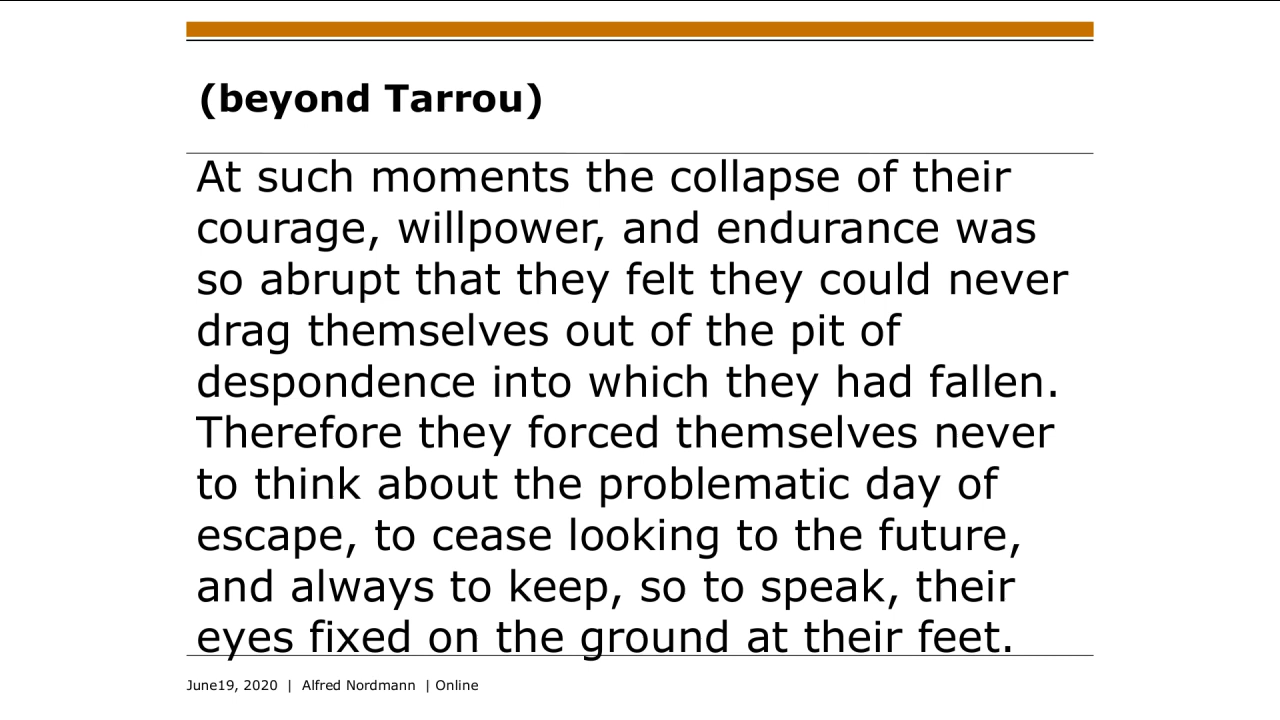 (beyond Tarrou)
At such moments the collapse of their
courage, willpower, and endurance was
so abrupt that they felt they could never
drag themselves out of the pit of
despondence into which they had fallen.
Therefore they forced themselves never
to think about the problematic day of
escape, to cease looking to the future,
and always to keep, so to speak, their
eyes fixed on the ground at their feet.
June19, 2020 | Alfred Nordmann | Online